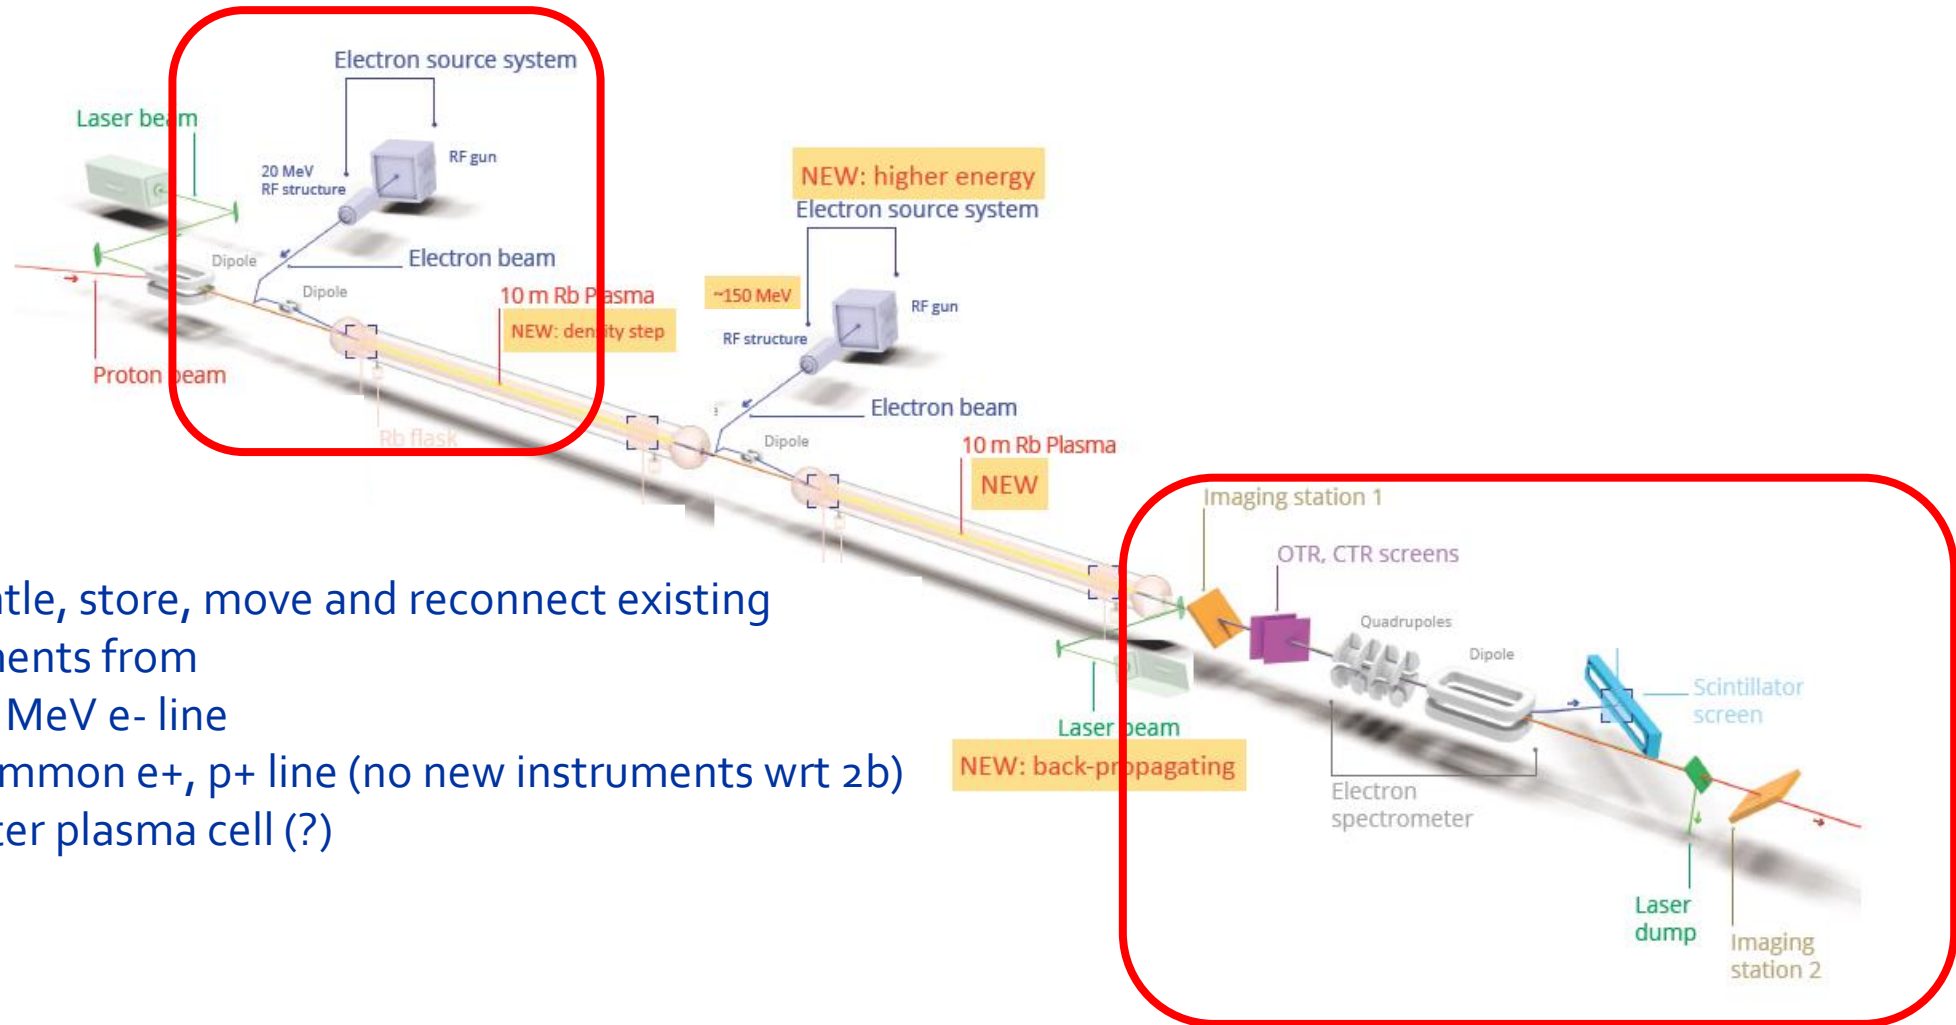 Electron source system
Laser beam
RF gun
20 MeV
RF structure
NEW: higher energy
Electron source system
Dipole
Electron beam
Dipole
10 m Rb Plasma
NEW: density step
~150 MeV
RF gun
RF structure
Proton beam
Electron beam
Rb flask
Dipole
10 m Rb Plasma
NEW
Imaging station 1
OTR, CTR screens
Quadrupoles
Dipole
Scintillator
screen
ntle, store, move and reconnect existing
nents from
MeV e- line
mmon e+, p+ line (no new instruments wrt 2b)
ter plasma cell (?)
Laser beam
NEW: back-propagating
Electron
spectrometer
Laser
dump
Imaging
station 2